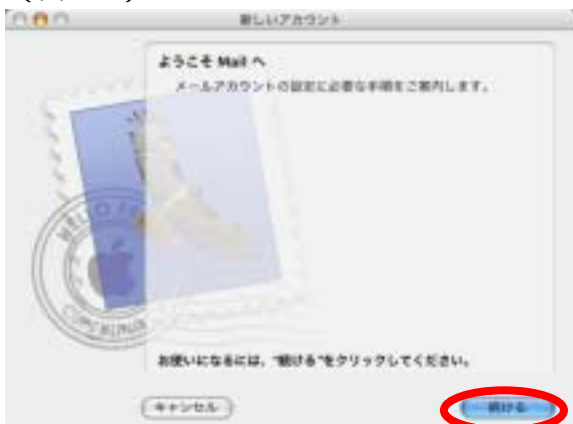 新しいアカウント
ようこそ Mail へ
メールアカウントの設定に必要な手順をご案内します。
お使いになるには、"続ける"をクリックしてください。
キャンセル
続ける